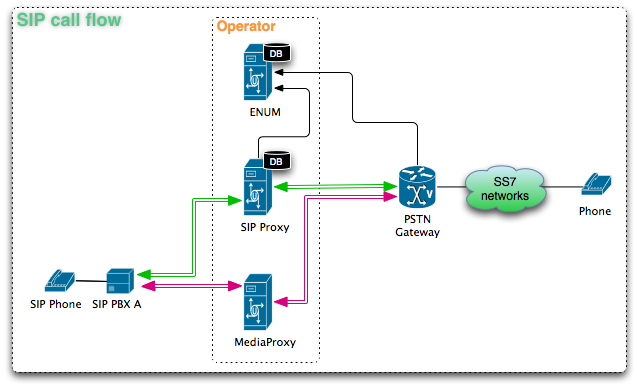 SIP call flow
Operator
DB
ENUM
DB
SIP Proxy
V
PSTN
Gateway
SS7
networks
Phone
SIP Phone
SIP PBX A
MediaProxy